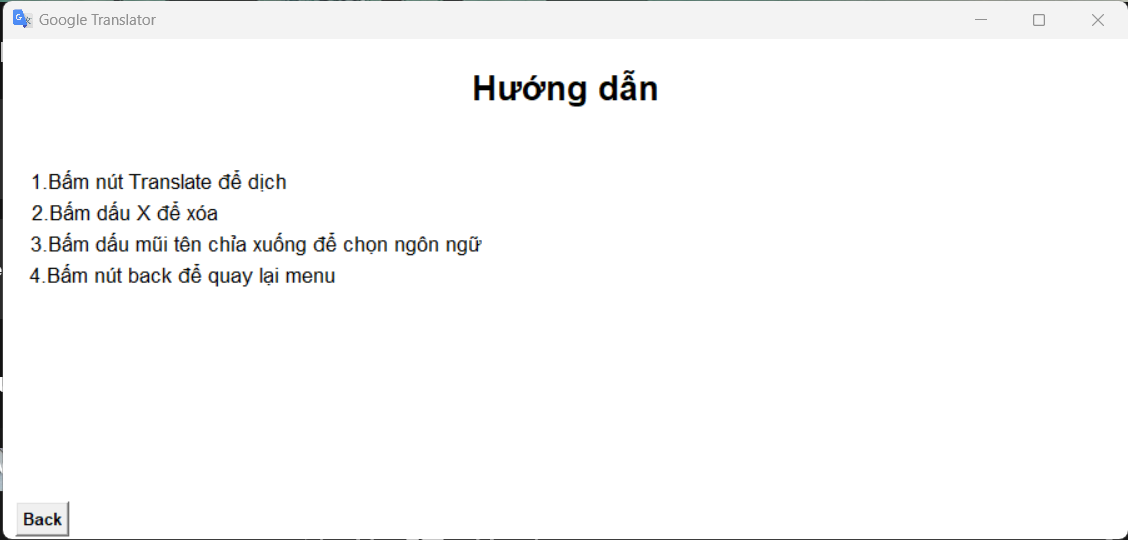 Google Translator
Hướng dẫn
1.Bấm nút Translate để dịch
2.Bấm dấu X để xóa
3.Bấm dấu mũi tên chỉa xuống để chọn ngôn ngữ
4.Bấm nút back để quay lại menu
Back